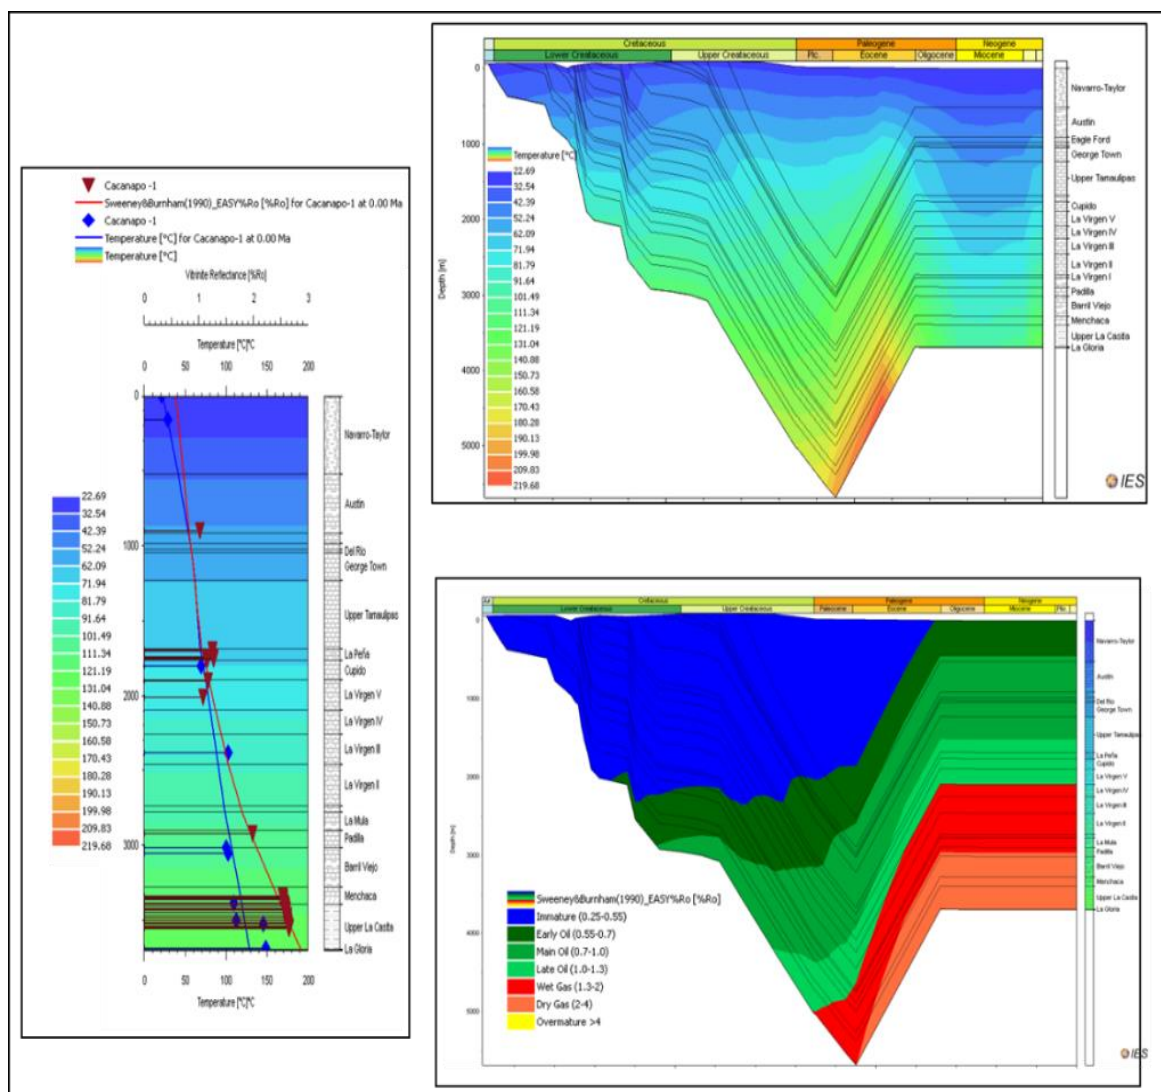 Cacanapo -1
Sweeney&Burnham(1990)_EASY%Ro [%Ro] for Cacanapo-1 at 0.00 Ma
Cacanapo -1
Temperature [°C] for Cacanapo-1 at 0.00 Ma
Temperature [°C]
Vitrinite Reflectance [%Ro]
0 1 2 3
Temperature [°C]°C
0 50 100 150 200
0
1000
2000
3000
22.69
32.54
42.39
52.24
62.09
71.94
81.79
91.64
101.49
111.34
121.19
131.04
140.88
150.73
160.58
170.43
180.28
190.13
199.98
209.83
219.68
Navarro-Taylor
Austin
Del Rio
George Town
Upper Tamaulipas
La Peña
Cupido
La Virgen V
La Virgen IV
La Virgen III
La Virgen II
La Mula
Padilla
Barril Viejo
Menchaca
Upper La Casita
La Gloria
0 50 100 150 200
Temperature [°C]°C
Cretaceous Paleogene Neogene
Lower Creataceous Upper Creataceous Plc. Eocene Oligocene Miocene
Depth [m]
0
1000
2000
3000
4000
5000
Temperature [°C]
22.69
32.54
42.39
52.24
62.09
71.94
81.79
91.64
101.49
111.34
121.19
131.04
140.88
150.73
160.58
170.43
180.28
190.13
199.98
209.83
219.68
Navarro-Taylor
Austin
Eagle Ford
George Town
Upper Tamaulipas
Cupido
La Virgen V
La Virgen IV
La Virgen III
La Virgen II
La Virgen I
Padilla
Barril Viejo
Menchaca
Upper La Casita
La Gloria
IES
Cretaceous Paleogene Neogene
Lower Cretaceous Upper Cretaceous Paleocene Eocene Oligocene Miocene Plio.
Depth [m]
0
1000
2000
3000
4000
5000
Sweeney&Burnham(1990)_EASY%Ro [%Ro]
Immature (0.25-0.55)
Early Oil (0.55-0.7)
Main Oil (0.7-1.0)
Late Oil (1.0-1.3)
Wet Gas (1.3-2)
Dry Gas (2-4)
Overmature >4
Navarro-Taylor
Austin
Del Rio
George Town
Upper Tamaulipas
La Peña
Cupido
La Virgen V
La Virgen IV
La Virgen III
La Virgen II
La Mula
Padilla
Barril Viejo
Menchaca
Upper La Casita
La Gloria
IES